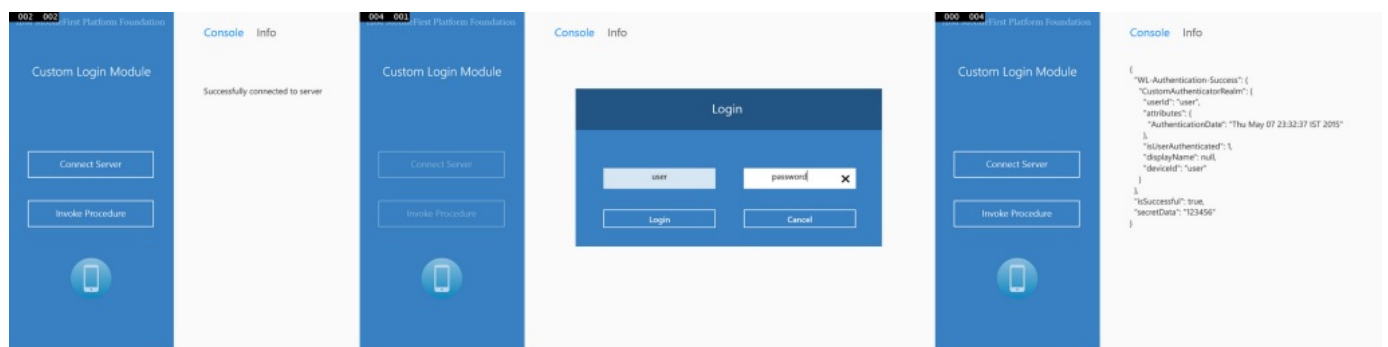 002 002
First Platform Foundation
Console Info
Custom Login Module
Successfully connected to server
Connect Server
Invoke Procedure
004 001
First Platform Foundation
Console Info
Custom Login Module
Login
Connect Server
user
password
Invoke Procedure
Login
Cancel
000 004
First Platform Foundation
Console Info
Custom Login Module
Connect Server
Invoke Procedure
{
"WL-Authentication-Success": {
"CustomAuthenticatorRealm": {
"userId": "user",
"attributes": {
"AuthenticationDate": "Thu May 07 23:32:37 IST 2015"
},
"isUserAuthenticated": 1,
"displayName": null,
"deviceId": "user"
}
},
"isSuccessful": true,
"secretData": "123456"
}